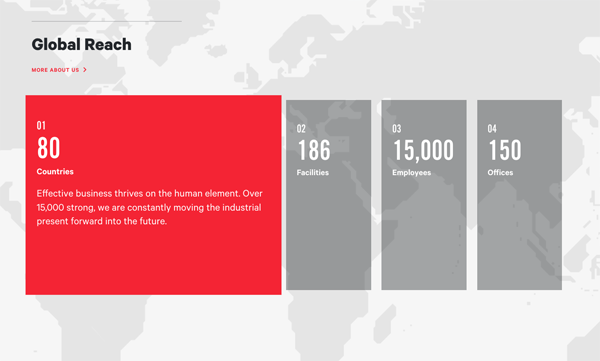 Global Reach
MORE ABOUT US
01
80
Countries
Effective business thrives on the human element. Over
15,000 strong, we are constantly moving the industrial
present forward into the future.
02
186
Facilities
03
15,000
Employees
04
150
Offices